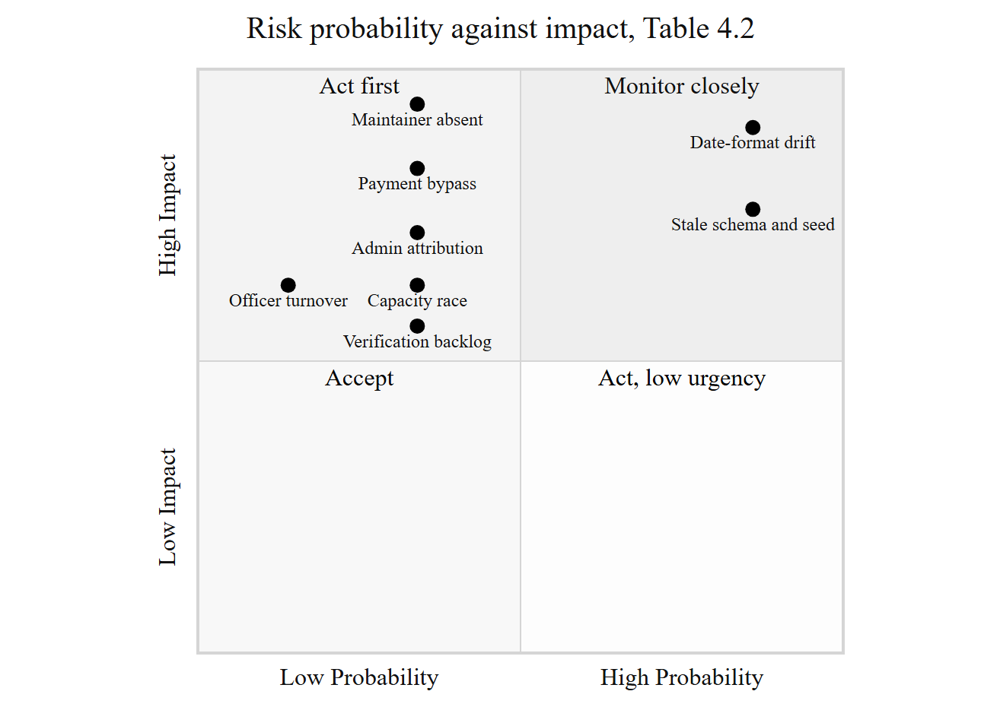 Risk probability against impact, Table 4.2
Act first
Monitor closely
Maintainer absent
Date-format drift
Payment bypass
Stale schema and seed
Admin attribution
Officer turnover
Capacity race
Verification backlog
High Impact
Accept
Act, low urgency
Low Impact
Low Probability
High Probability